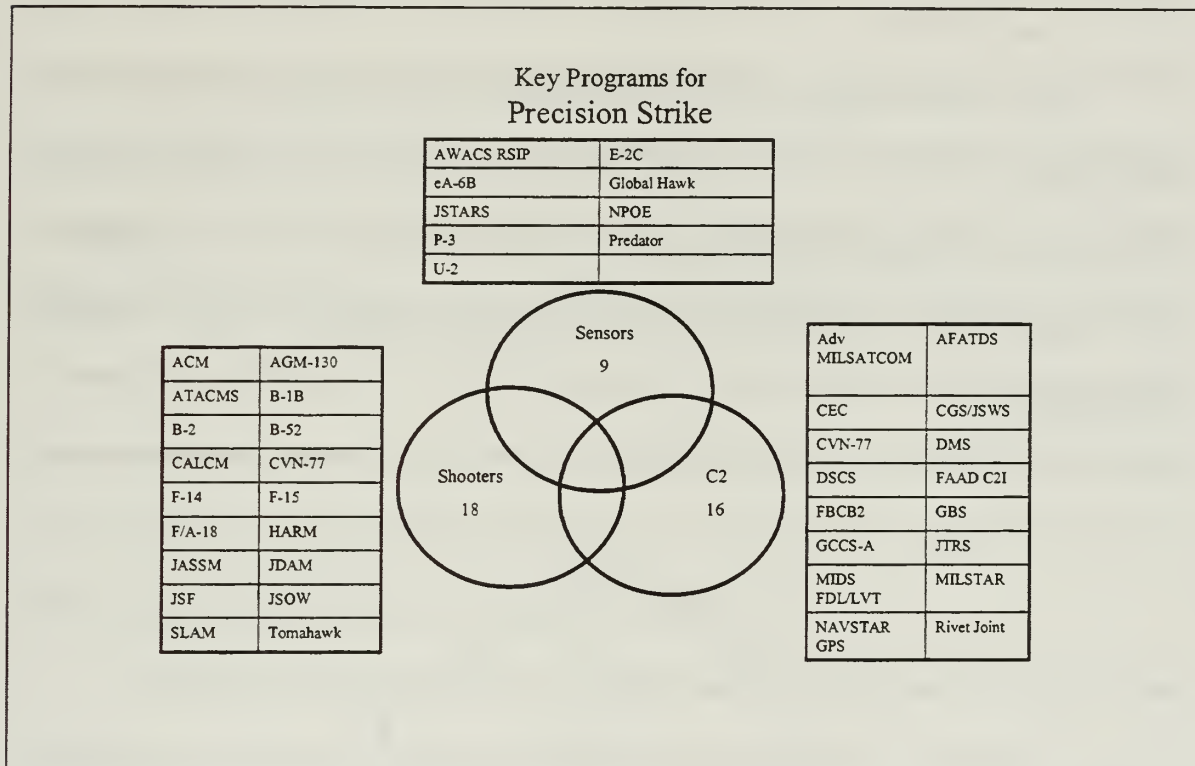 Key Programs for
Precision Strike
AWACS RSIP E-2C
eA-6B Global Hawk
JSTARS NPOE
P-3 Predator
U-2
Sensors
9
Shooters
18
C2
16
ACM AGM-130
ATACMS B-1B
B-2 B-52
CALCM CVN-77
F-14 F-15
F/A-18 HARM
JASSM JDAM
JSF JSOW
SLAM Tomahawk
Adv AFATDS
MILSATCOM
CEC CGS/JSWS
CVN-77 DMS
DSCS FAAD C2I
FBCB2 GBS
GCCS-A JTRS
MIDS MILSTAR
FDL/LVT
NAVSTAR Rivet Joint
GPS